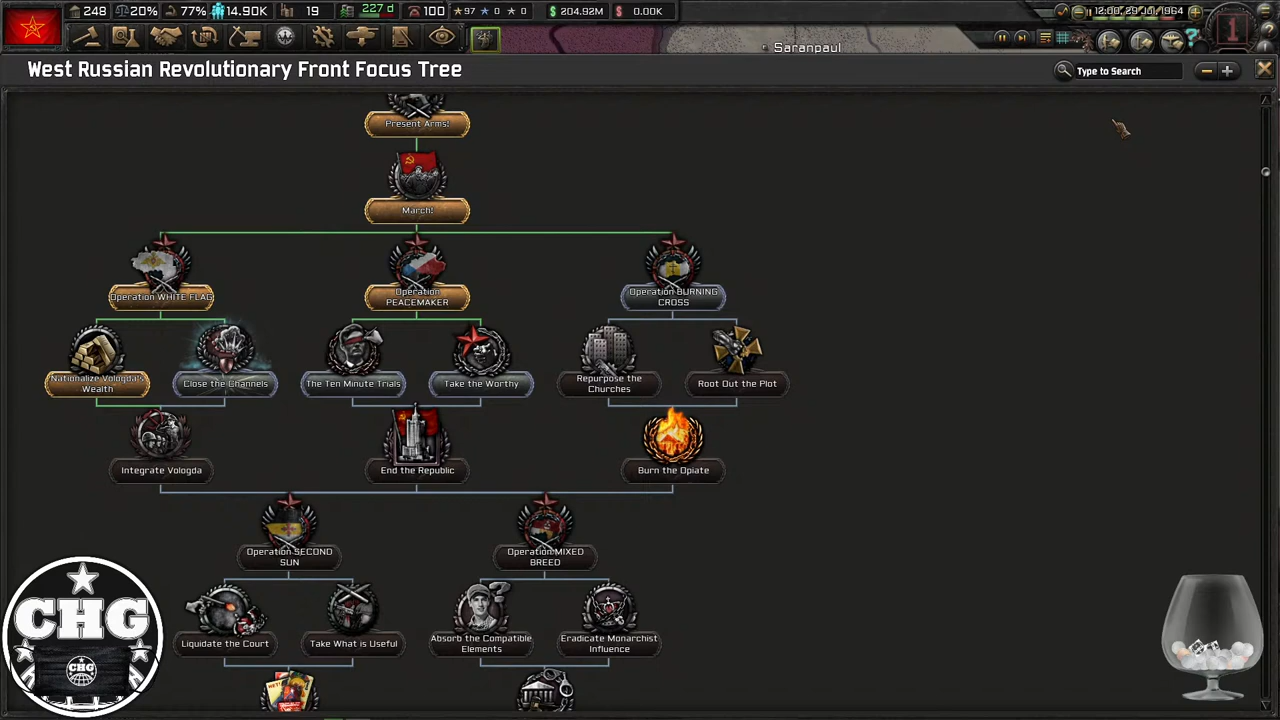 248 20% 77% 14.90K 19 227 d 100 ★97 ★0 ★0 $ 204.92M $ 0.00K 12:00, 29 Jul, 1964
Saranpaul
West Russian Revolutionary Front Focus Tree
Type to Search
Present Arms!
March!
Operation WHITE FLAG
Operation
PEACEMAKER
Operation BURNING
CROSS
Nationalize Vologda's
Wealth
Close the Channels
The Ten Minute Trials
Take the Worthy
Repurpose the
Churches
Root Out the Plot
Integrate Vologda
End the Republic
Burn the Opiate
Operation SECOND
SUN
Operation MIXED
BREED
Liquidate the Court
Take What is Useful
Absorb the Compatible
Elements
Eradicate Monarchist
Influence
CHG
CHG